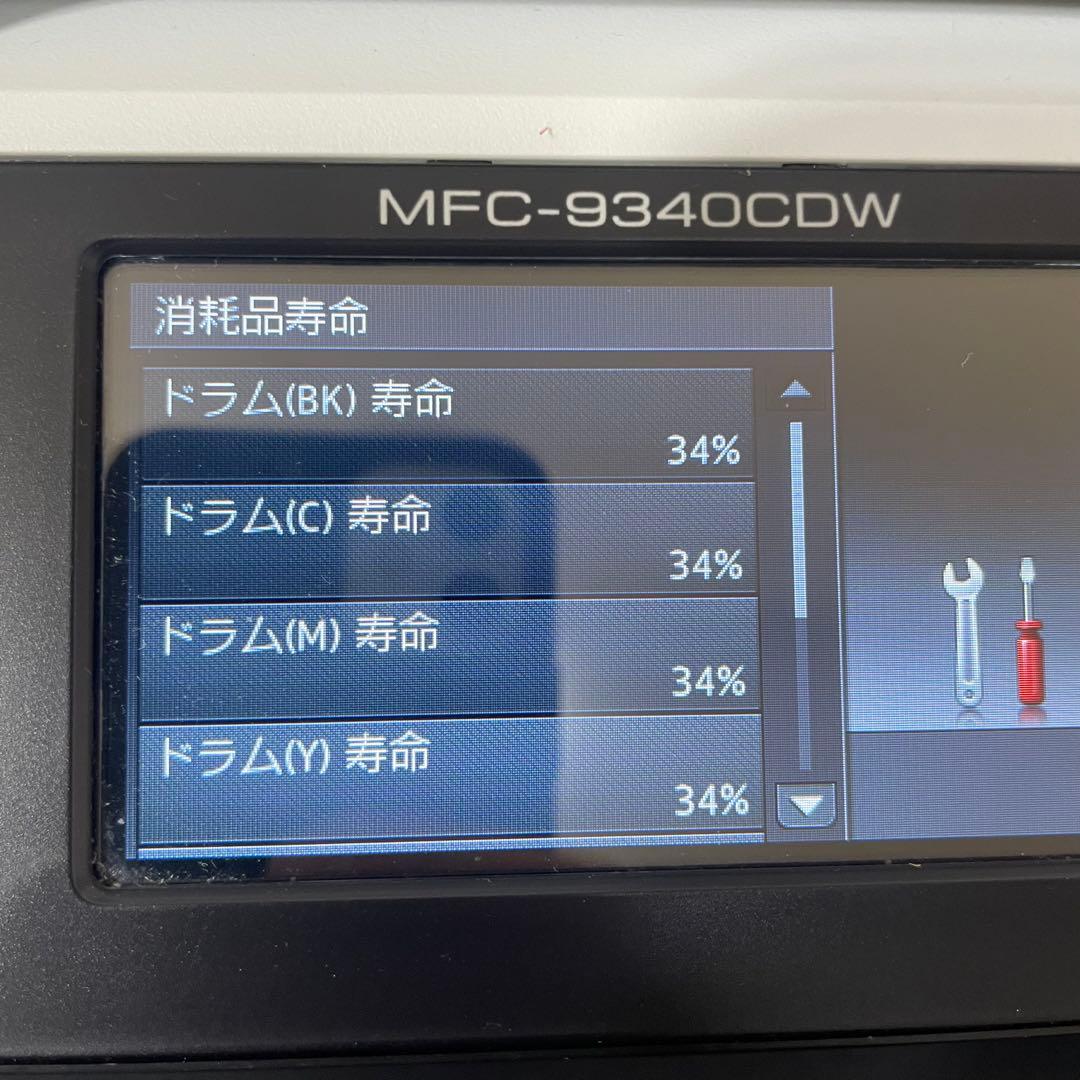 MFC-9340CDW
消耗品寿命
ドラム(BK) 寿命
34%
ドラム(C) 寿命
34%
ドラム(M) 寿命
34%
ドラム(Y) 寿命
34%